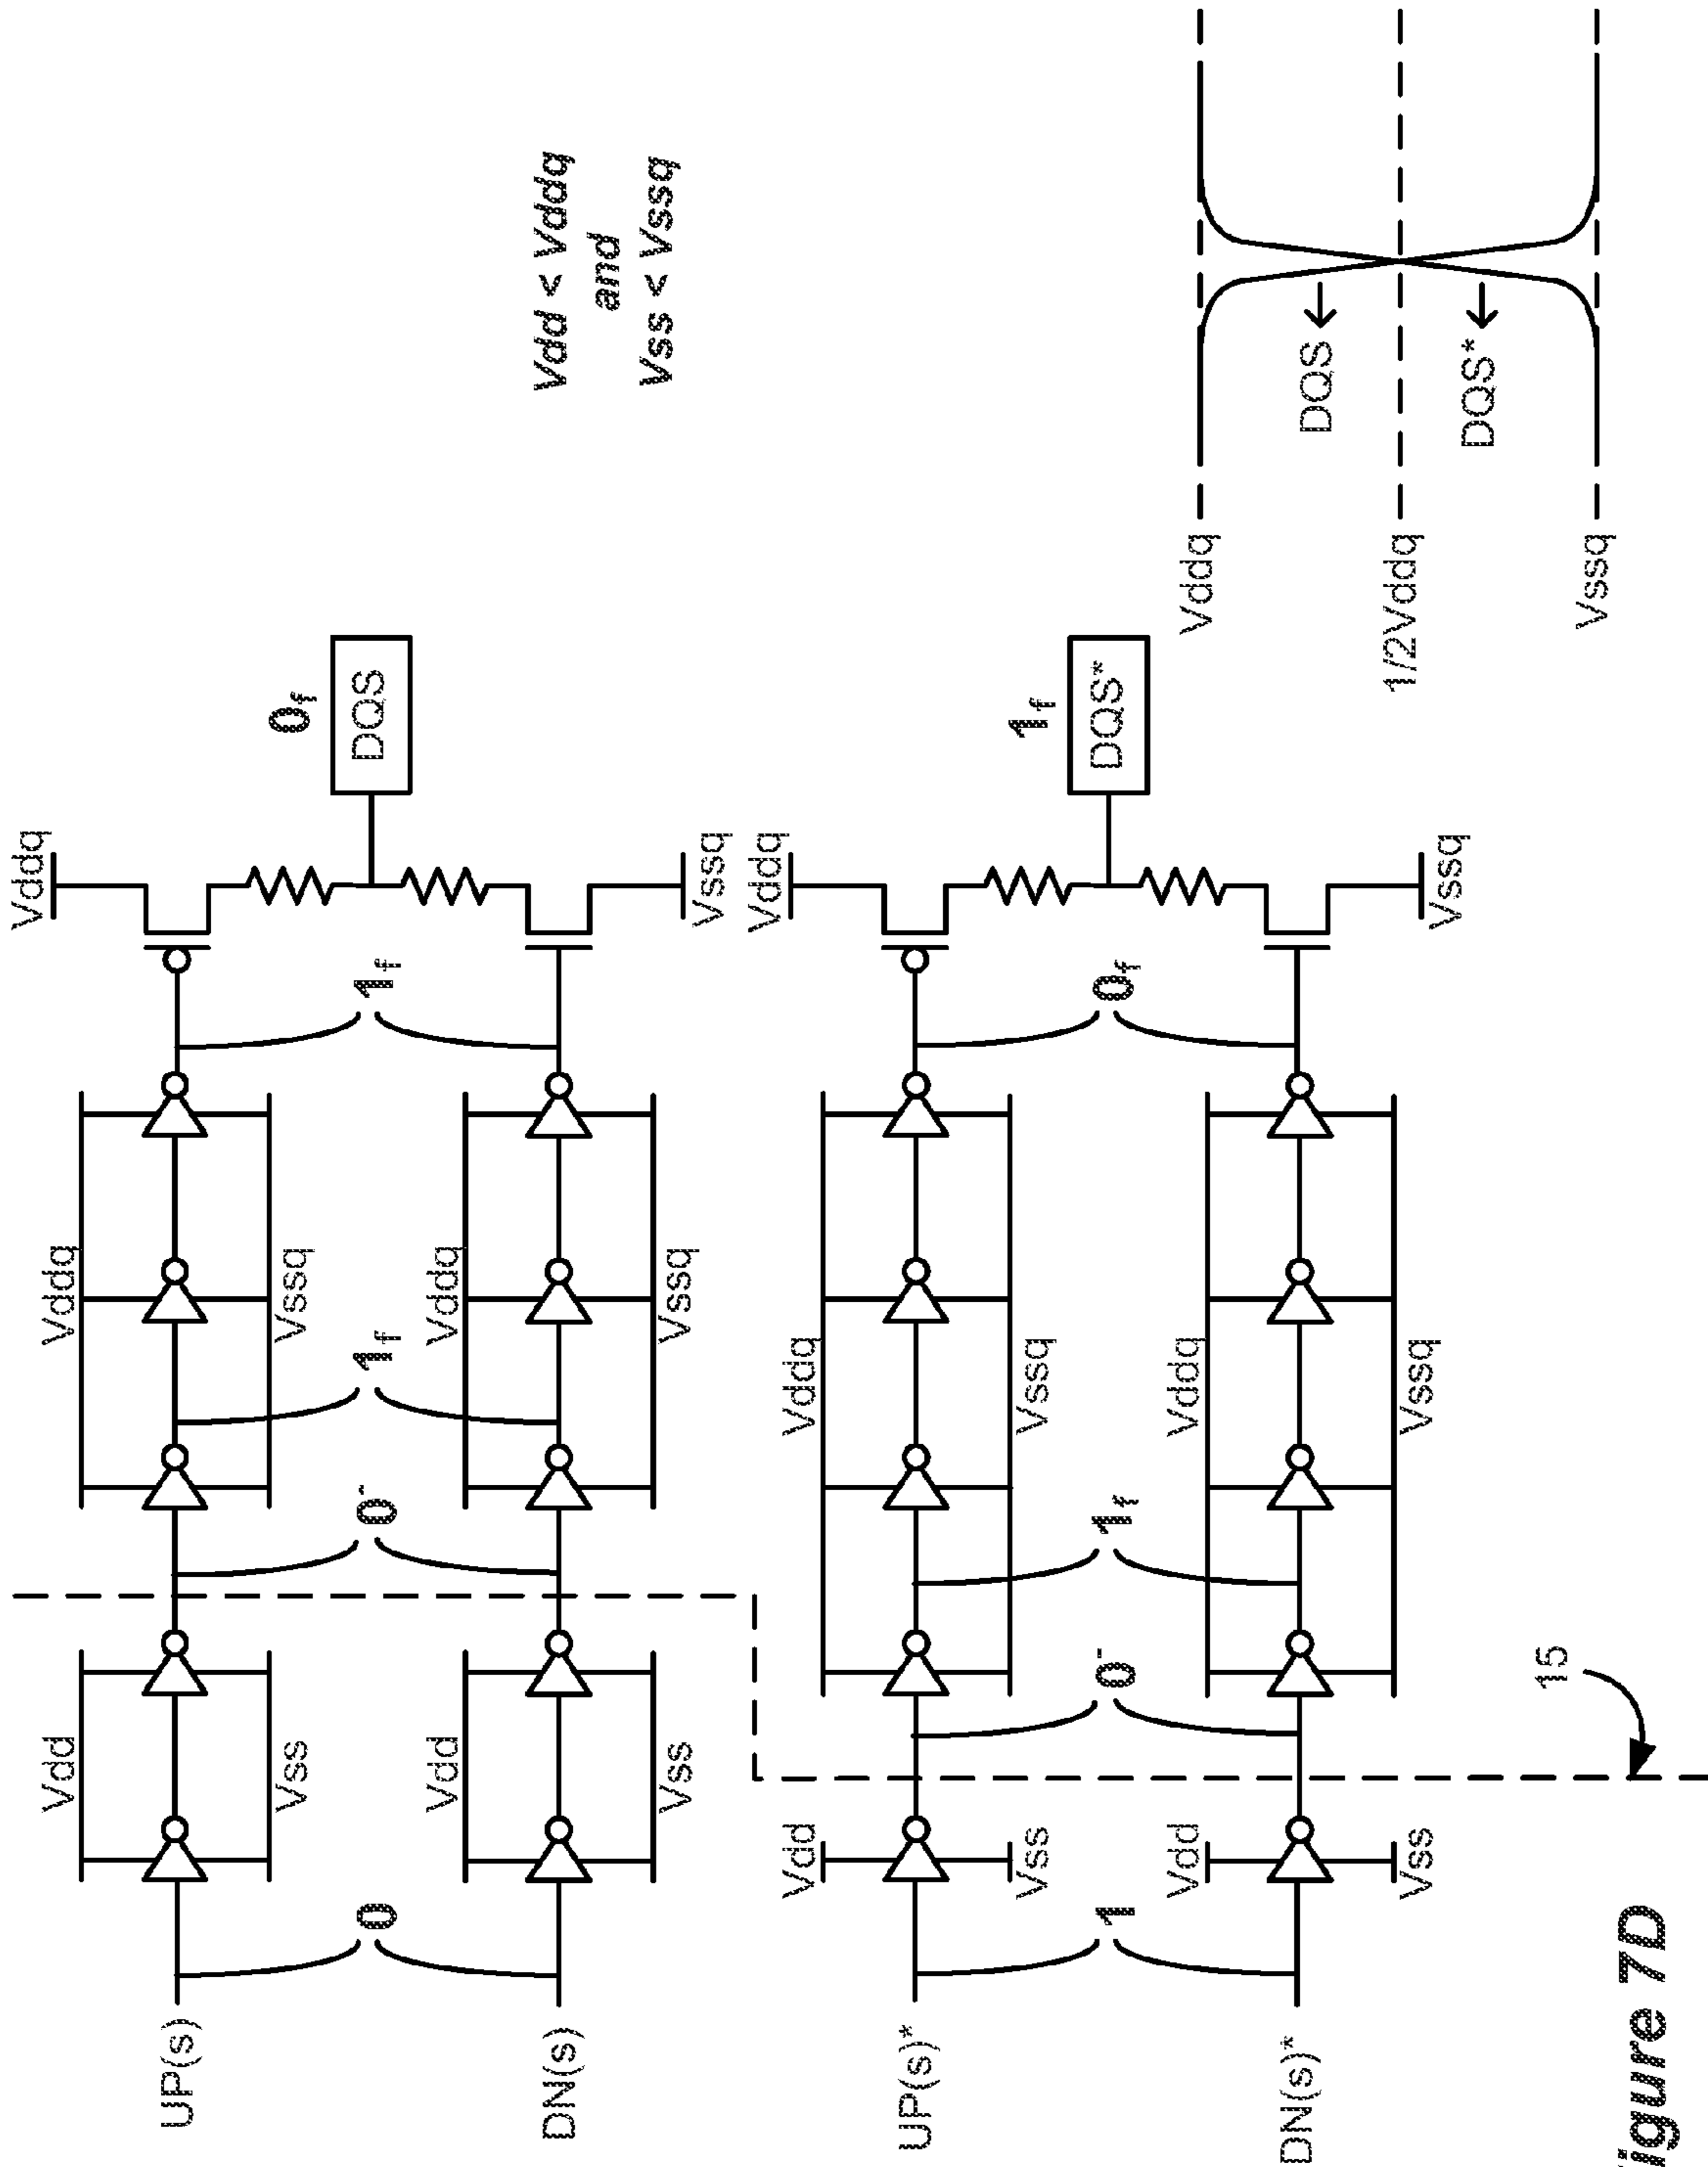 Vddq
Vdd
Vddq
UP(s)
Vss
Vssq
0
0-
1f
1f
0f
DQS
Vdd
Vddq
DN(s)
Vss
Vssq
Vssq
Vdd < Vddq
and
Vss < Vssq
Vddq
Vdd
Vddq
UP(s)*
Vss
Vssq
1
0-
1f
0f
1f
DQS*
Vdd
Vddq
DN(s)*
Vss
Vssq
Vssq
15
Vddq
DQS
1/2Vddq
DQS*
Vssq
igure 7D